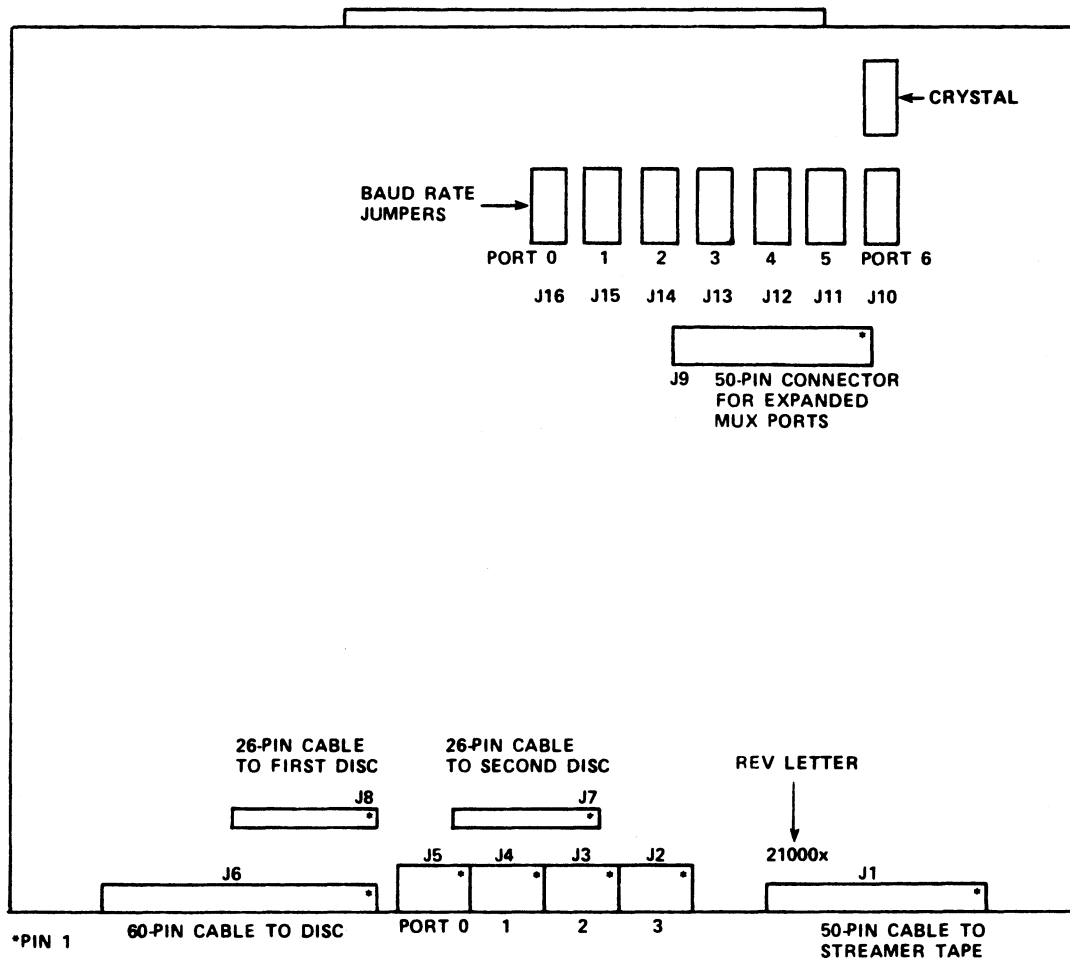 CRYSTAL
BAUD RATE
JUMPERS
PORT 0 1 2 3 4 5 PORT 6
J16 J15 J14 J13 J12 J11 J10
*
J9 50-PIN CONNECTOR
FOR EXPANDED
MUX PORTS
26-PIN CABLE
TO FIRST DISC
26-PIN CABLE
TO SECOND DISC
REV LETTER
J8
*
J7
*
21000x
J6
*
J5 J4 J3 J2
* * * *
J1
*
*PIN 1
60-PIN CABLE TO DISC
PORT 0 1 2 3
50-PIN CABLE TO
STREAMER TAPE